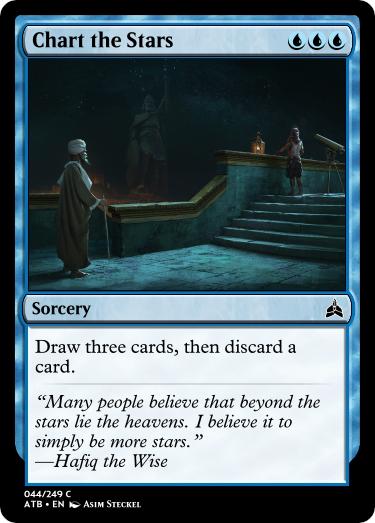 Chart the Stars
Sorcery
Draw three cards, then discard a
card.
“Many people believe that beyond the
stars lie the heavens. I believe it to
simply be more stars.”
—Hafiq the Wise
044/249 C
ATB • EN Asim Steckel